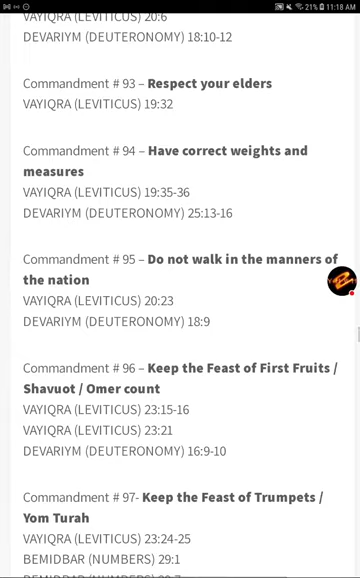 21% 11:18 AM
VAYIQRA (LEVITICUS) 20:6
DEVARIYM (DEUTERONOMY) 18:10-12
Commandment # 93 – Respect your elders
VAYIQRA (LEVITICUS) 19:32
Commandment # 94 – Have correct weights and
measures
VAYIQRA (LEVITICUS) 19:35-36
DEVARIYM (DEUTERONOMY) 25:13-16
Commandment # 95 – Do not walk in the manners of
the nation
VAYIQRA (LEVITICUS) 20:23
DEVARIYM (DEUTERONOMY) 18:9
Commandment # 96 – Keep the Feast of First Fruits /
Shavuot / Omer count
VAYIQRA (LEVITICUS) 23:15-16
VAYIQRA (LEVITICUS) 23:21
DEVARIYM (DEUTERONOMY) 16:9-10
Commandment # 97- Keep the Feast of Trumpets /
Yom Turah
VAYIQRA (LEVITICUS) 23:24-25
BEMIDBAR (NUMBERS) 29:1